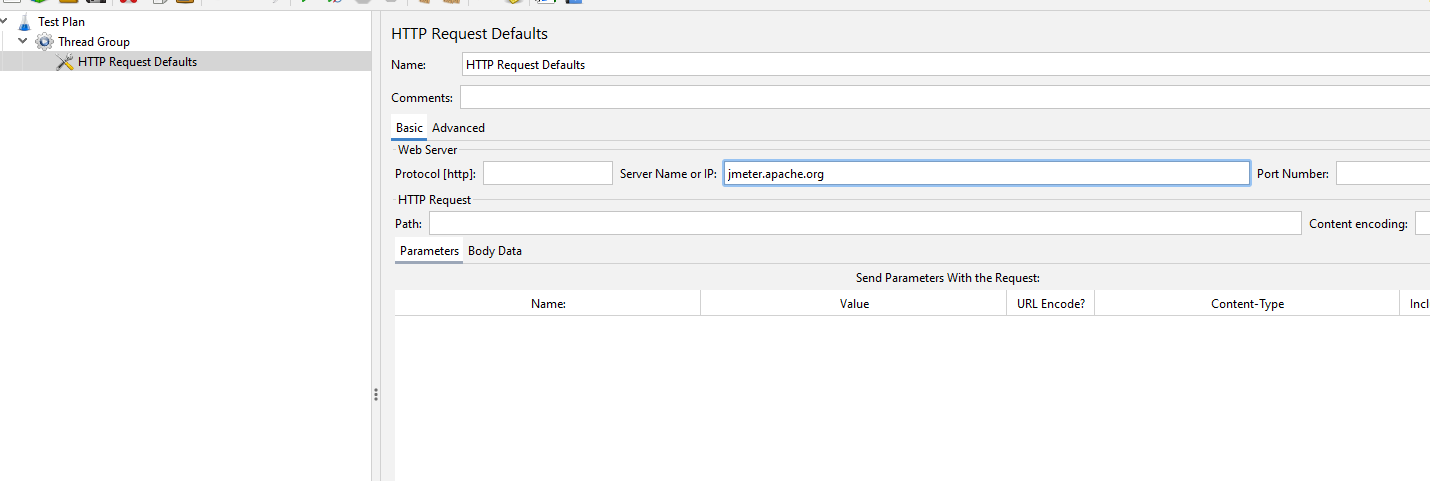 Test Plan
Thread Group
HTTP Request Defaults
HTTP Request Defaults
Name: HTTP Request Defaults
Comments:
Basic Advanced
Web Server
Protocol [http]: Server Name or IP: jmeter.apache.org Port Number:
HTTP Request
Path: Content encoding:
Parameters Body Data
Send Parameters With the Request:
Name: Value URL Encode? Content-Type Incl